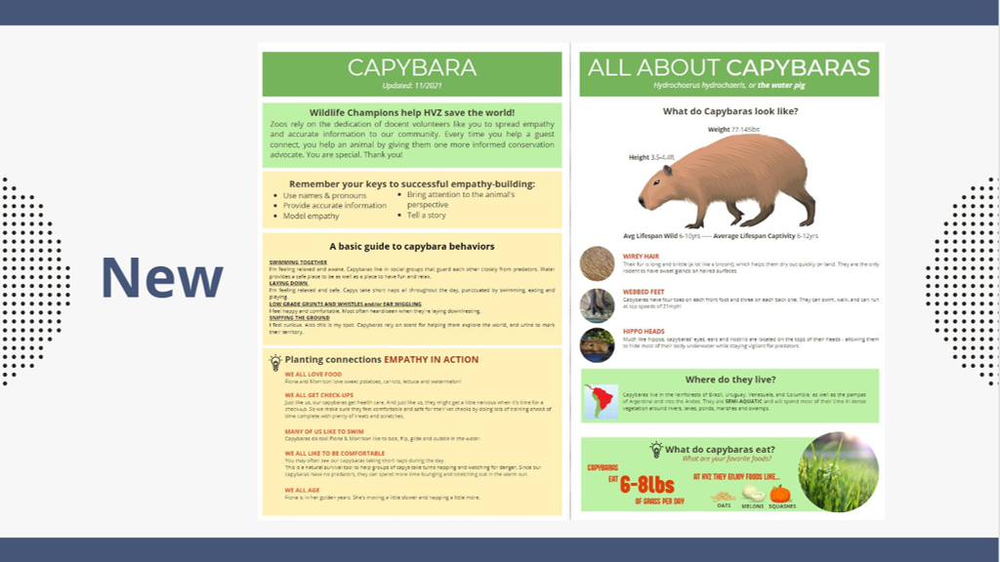 New
CAPYBARA
Updated: 11/2021
Wildlife Champions help HVZ save the world!
Zoos rely on the dedication of docent volunteers like you to spread empathy
and accurate information to our community. Every time you help a guest
connect, you help an animal by giving them one more informed conservation
advocate. You are special. Thank you!
Remember your keys to successful empathy-building:
• Use names & pronouns
• Provide accurate information
• Model empathy
• Bring attention to the animal's
perspective
• Tell a story
A basic guide to capybara behaviors
SWIMMING TOGETHER
I'm feeling relaxed and awake. Capybaras live in social groups that guard each other closely from predators. Water
provides a safe place to be as well as a place to have fun and relax.
LAYING DOWN
I'm feeling relaxed and safe. Capys take short naps all throughout the day, punctuated by swimming, eating and
playing.
LOW GRADE GRUNTS AND WHISTLES and/or EAR WIGGLING
I feel happy and comfortable. Most often heard/seen when they're laying down/resting.
SNIFFING THE GROUND
I feel curious. Also this is my spot. Capybaras rely on scent for helping them explore the world, and urine to mark
their territory.
Planting connections EMPATHY IN ACTION
WE ALL LOVE FOOD
Fiona and Morrison love sweet potatoes, carrots, lettuce and watermelon!
WE ALL GET CHECK-UPS
Just like us, our capybaras get health care. And just like us, they might get a little nervous when it's time for a
checkup. So we make sure they feel comfortable and safe for their vet checks by doing lots of training ahead of
time complete with plenty of treats and scratches.
MANY OF US LIKE TO SWIM
Capybaras do too! Fiona & Morrison like to bob, flip, glide and cuddle in the water.
WE ALL LIKE TO BE COMFORTABLE
You may often see our capybaras taking short naps during the day.
This is a natural survival tool to help groups of capys take turns napping and watching for danger. Since our
capybaras have no predators, they can spend more time lounging and stretching out in the warm sun.
WE ALL AGE
Fiona is in her golden years. She's moving a little slower and napping a little more.
ALL ABOUT CAPYBARAS
Hydrochoerus hydrochaeris, or the water pig
What do Capybaras look like?
Weight 77-145lbs
Height 3.5-4.4ft
Avg Lifespan Wild 6-10yrs ---- Average Lifespan Captivity 6-12yrs
WIREY HAIR
Their fur is long and brittle (a lot like a broom), which helps them dry out quickly on land. They are the only
rodent to have sweat glands on haired surfaces.
WEBBED FEET
Capybaras have four toes on each front foot and three on each back one. They can swim, walk, and can run
at top speeds of 21mph!
HIPPO HEADS
Much like hippos, capybaras' eyes, ears and nostrils are located on the tops of their heads - allowing them
to hide most of their body underwater while staying vigilant for predators.
Where do they live?
Capybaras live in the rainforests of Brazil, Uruguay, Venezuela, and Columbia, as well as the pampas
of Argentina and into the Andes. They are SEMI-AQUATIC and will spend most of their time in dense
vegetation around rivers, lakes, ponds, marshes and swamps.
What do capybaras eat?
What are your favorite foods?
CAPYBARAS
EAT 6-8lbs
OF GRASS PER DAY
AT HVZ THEY ENJOY FOODS LIKE...
OATS MELONS SQUASHES